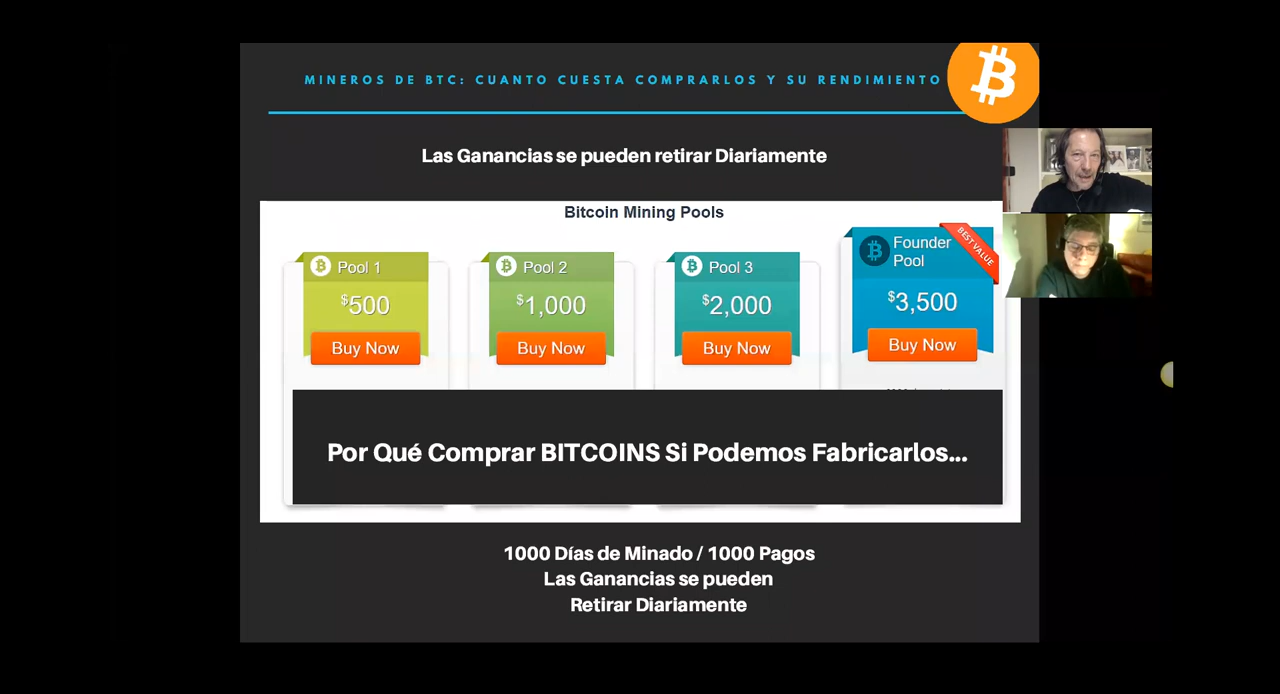 MINEROS DE BTC: CUANTO CUESTA COMPRARLOS Y SU RENDIMIENTO
Las Ganancias se pueden retirar Diariamente
Bitcoin Mining Pools
Pool 1
$500
Buy Now
Pool 2
$1,000
Buy Now
Pool 3
$2,000
Buy Now
Founder
Pool
BEST VALUE
$3,500
Buy Now
Por Qué Comprar BITCOINS Si Podemos Fabricarlos...
1000 Días de Minado / 1000 Pagos
Las Ganancias se pueden
Retirar Diariamente